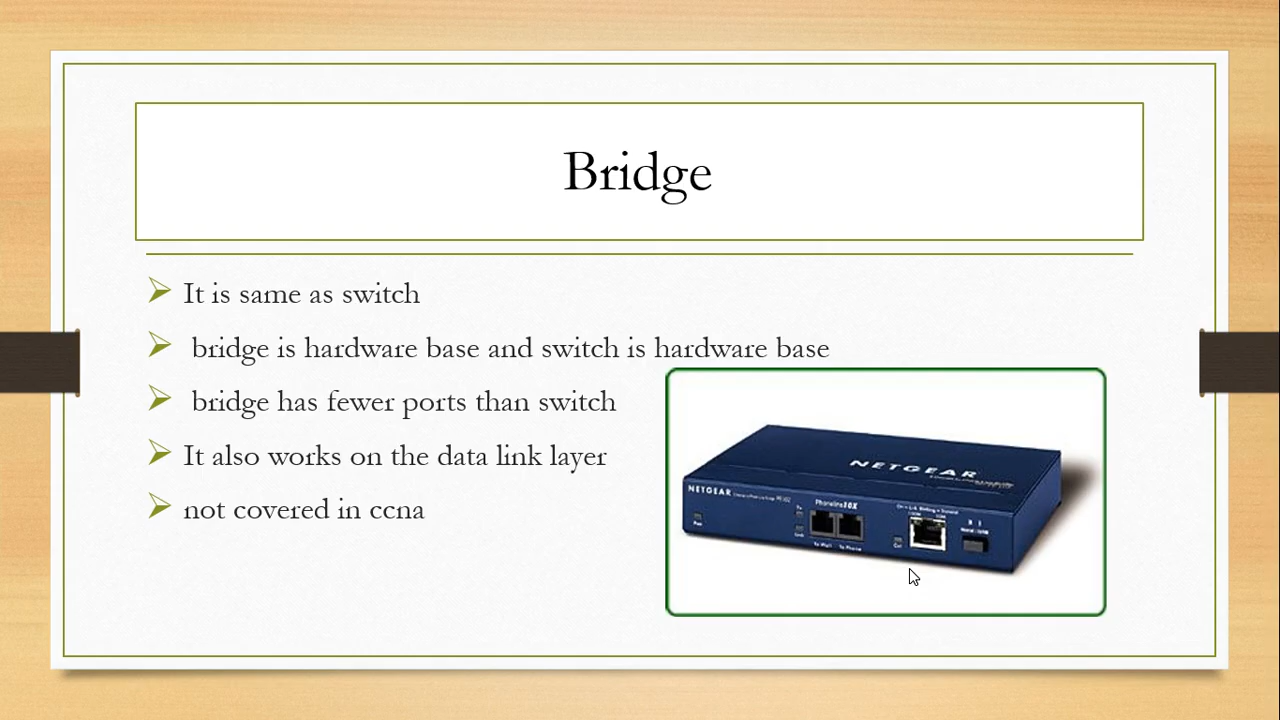 Bridge
It is same as switch
bridge is hardware base and switch is hardware base
bridge has fewer ports than switch
It also works on the data link layer
not covered in ccna
NETGEAR
NETGEAR
Phoneline10X